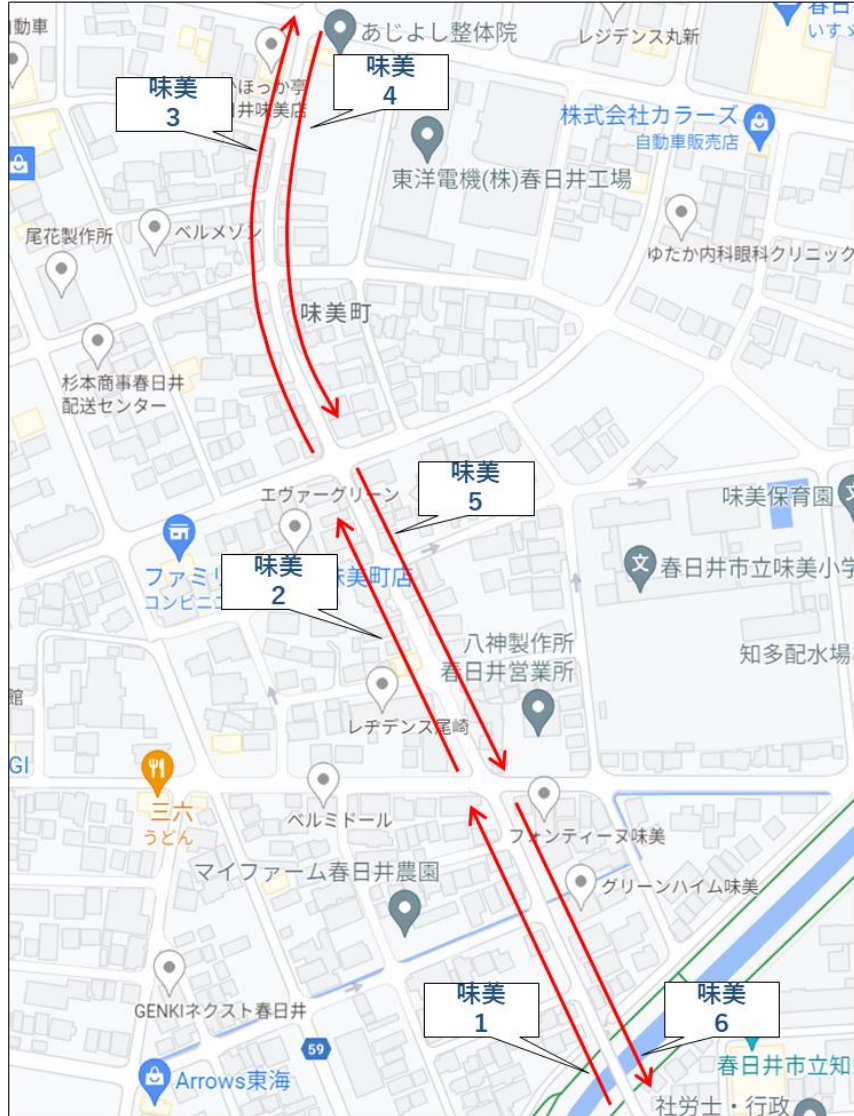 自動車
あじよし整体院
レジデンス丸新
春日
いすゞ
味美
3
味美
4
かほっか亭
井味美店
株式会社カラーズ
自動車販売店
東洋電機(株)春日井工場
尾花製作所
ベルメゾン
ゆたか内科眼科クリニック
味美町
杉本商事春日井
配送センター
エヴァーグリーン
味美
5
味美保育園
ファミリ
味美町店
コンビニ
味美
2
春日井市立味美小学
八神製作所
春日井営業所
知多配水場
館
レヂデンス尾崎
GI
三六
うどん
ベルミドール
フォンティーヌ味美
マイファーム春日井農園
グリーンハイム味美
GENKIネクスト春日井
味美
1
味美
6
59
Arrows東海
春日井市立知
社労士・行政